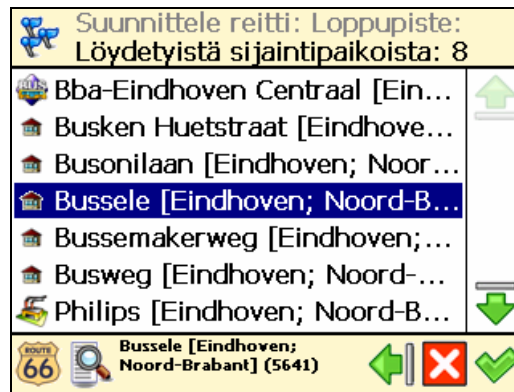 Suunnittele reitti: Loppupiste:
Löydetyistä sijaintipaikoista: 8
Bba-Eindhoven Centraal [Ein...
Busken Huetstraat [Eindhove...
Busonilaan [Eindhoven; Noor...
Bussele [Eindhoven; Noord-B...
Bussemakerweg [Eindhoven;...
Busweg [Eindhoven; Noord-...
Philips [Eindhoven; Noord-B...
ROUTE
66
Bussele [Eindhoven;
Noord-Brabant] (5641)